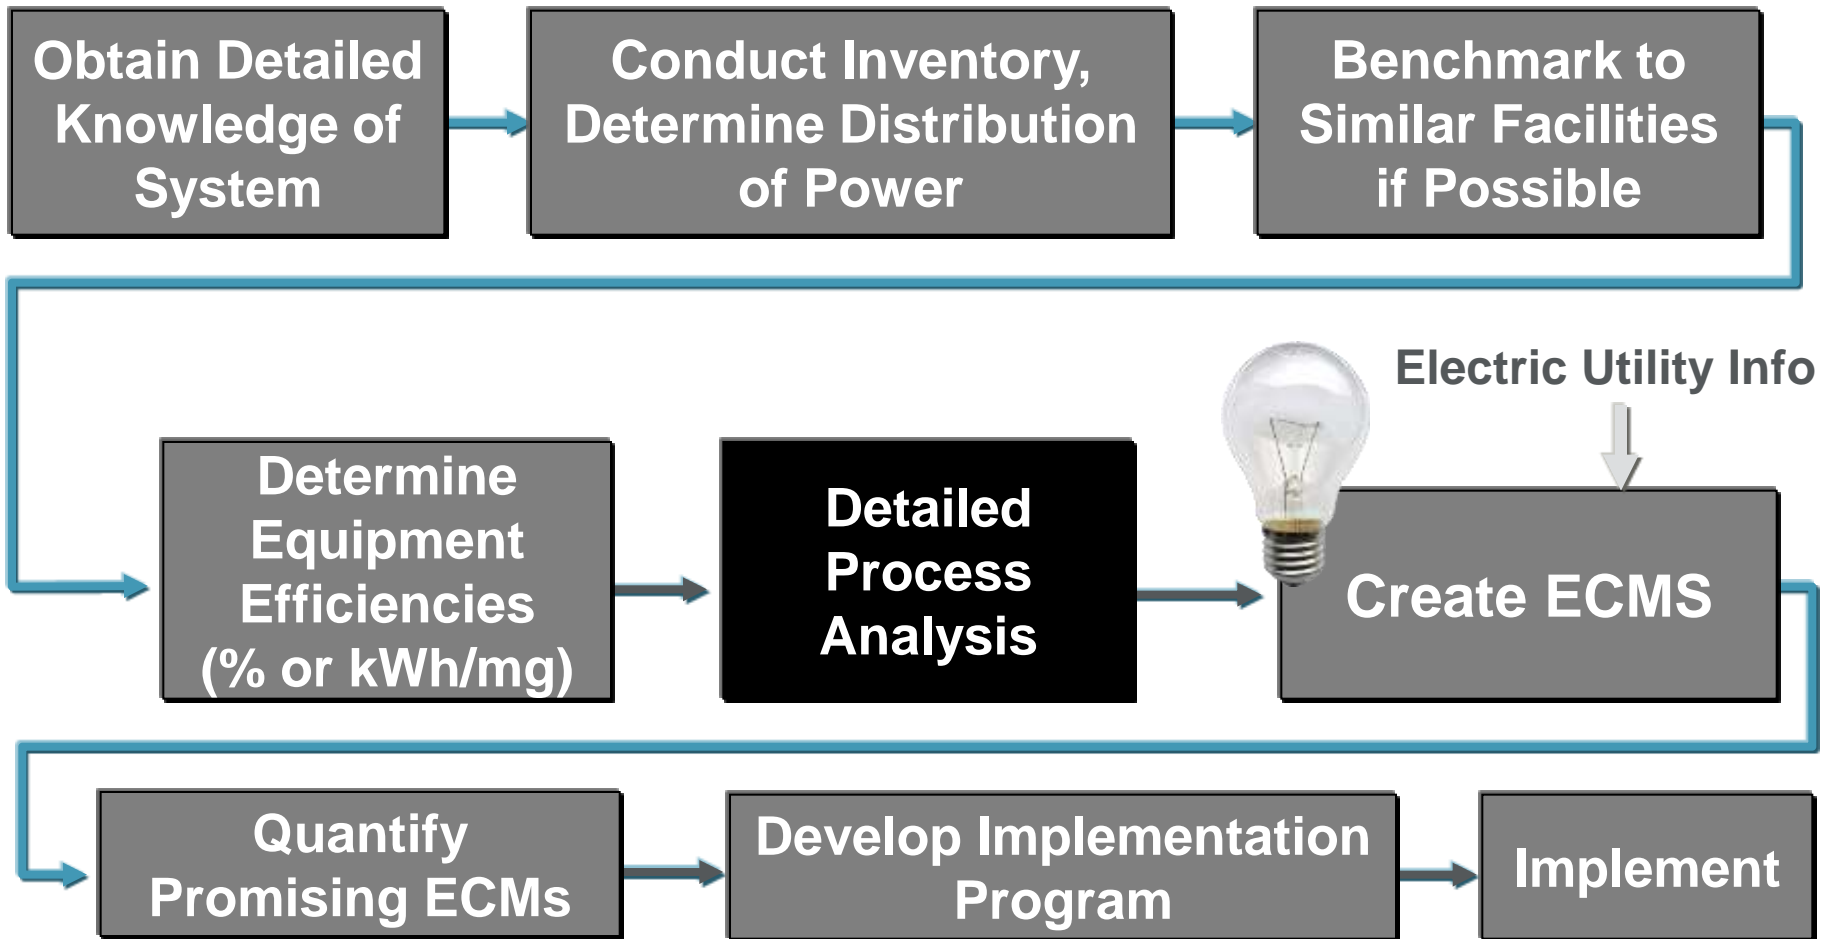 Obtain Detailed
Knowledge of
System
Conduct Inventory,
Determine Distribution
of Power
Benchmark to
Similar Facilities
if Possible
Electric Utility Info
Determine
Equipment
Efficiencies
(% or kWh/mg)
Detailed
Process
Analysis
Create ECMS
Quantify
Promising ECMs
Develop Implementation
Program
Implement